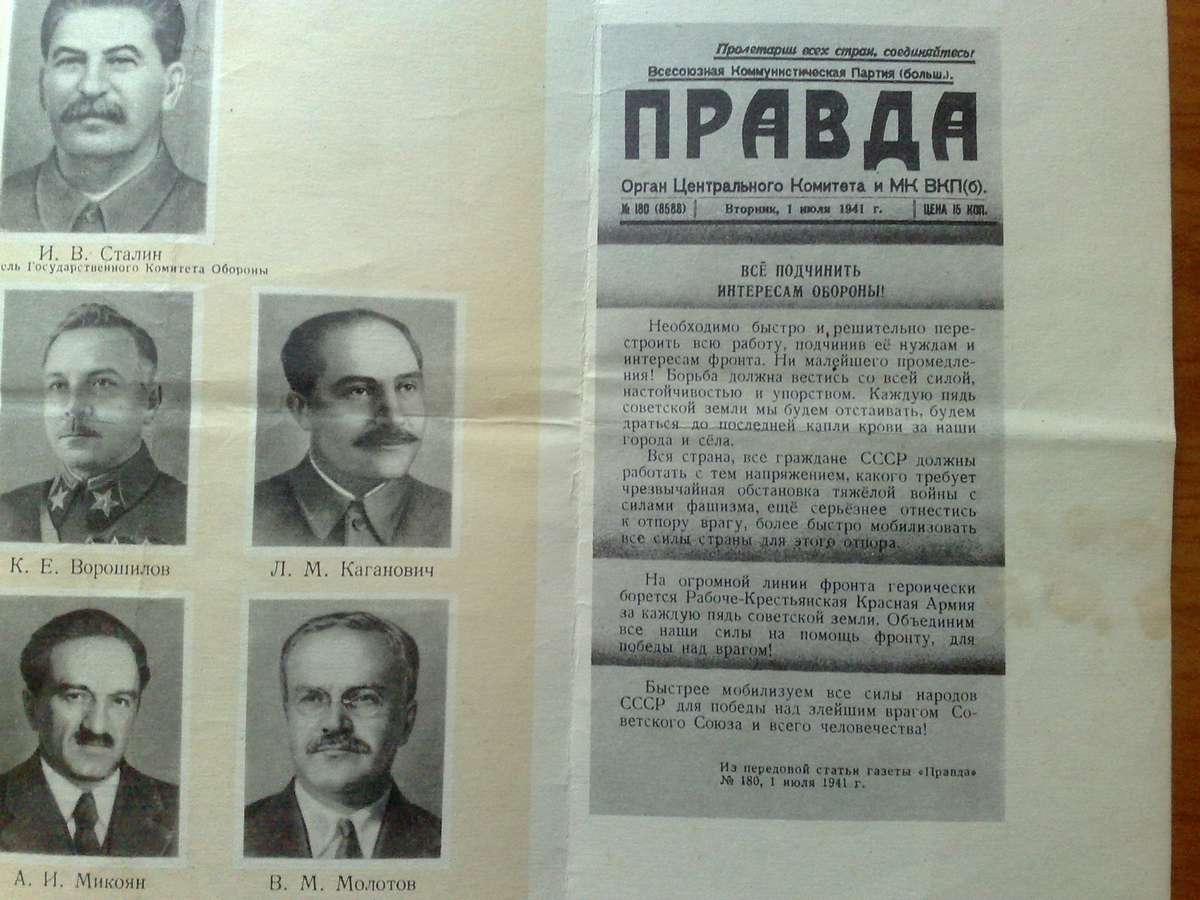 И. В. Сталин
Государственного Комитета Обороны
К. Е. Ворошилов
Л. М. Каганович
А. И. Микоян
В. М. Молотов
Пролетарии всех стран, соединяйтесь!
Всесоюзная Коммунистическая Партия (больш.).
ПРАВДА
Орган Центрального Комитета и МК ВКП(б).
№ 180 (8588) Вторник, 1 июля 1941 г. ЦЕНА 15 КОП.
ВСЁ ПОДЧИНИТЬ
ИНТЕРЕСАМ ОБОРОНЫ!
Необходимо быстро и решительно пере-
строить всю работу, подчинив её нуждам и
интересам фронта. Ни малейшего промедле-
ния! Борьба должна вестись со всей силой,
настойчивостью и упорством. Каждую пядь
советской земли мы будем отстаивать, будем
драться до последней капли крови за наши
города и сёла.
Вся страна, все граждане СССР должны
работать с тем напряжением, какого требует
чрезвычайная обстановка тяжёлой войны с
силами фашизма, ещё серьёзнее отнестись
к отпору врагу, более быстро мобилизовать
все силы страны для этого отпора.
На огромной линии фронта героически
борется Рабоче-Крестьянская Красная Армия
за каждую пядь советской земли. Объединим
все наши силы на помощь фронту, для
победы над врагом!
Быстрее мобилизуем все силы народов
СССР для победы над злейшим врагом Со-
ветского Союза и всего человечества!
Из передовой статьи газеты «Правда»
№ 180, 1 июля 1941 г.